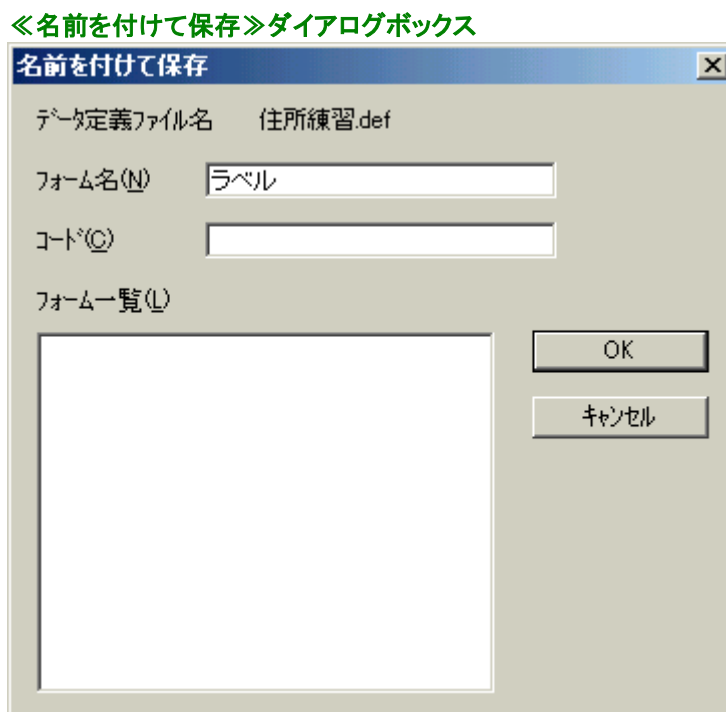 ≪名前を付けて保存≫ダイアログボックス
名前を付けて保存
ﾃﾞｰﾀ定義ﾌｧｲﾙ名 住所練習.def
ﾌｫｰﾑ名(N) ラベル
ｺｰﾄﾞ(C)
ﾌｫｰﾑ一覧(L)
OK
ｷｬﾝｾﾙ